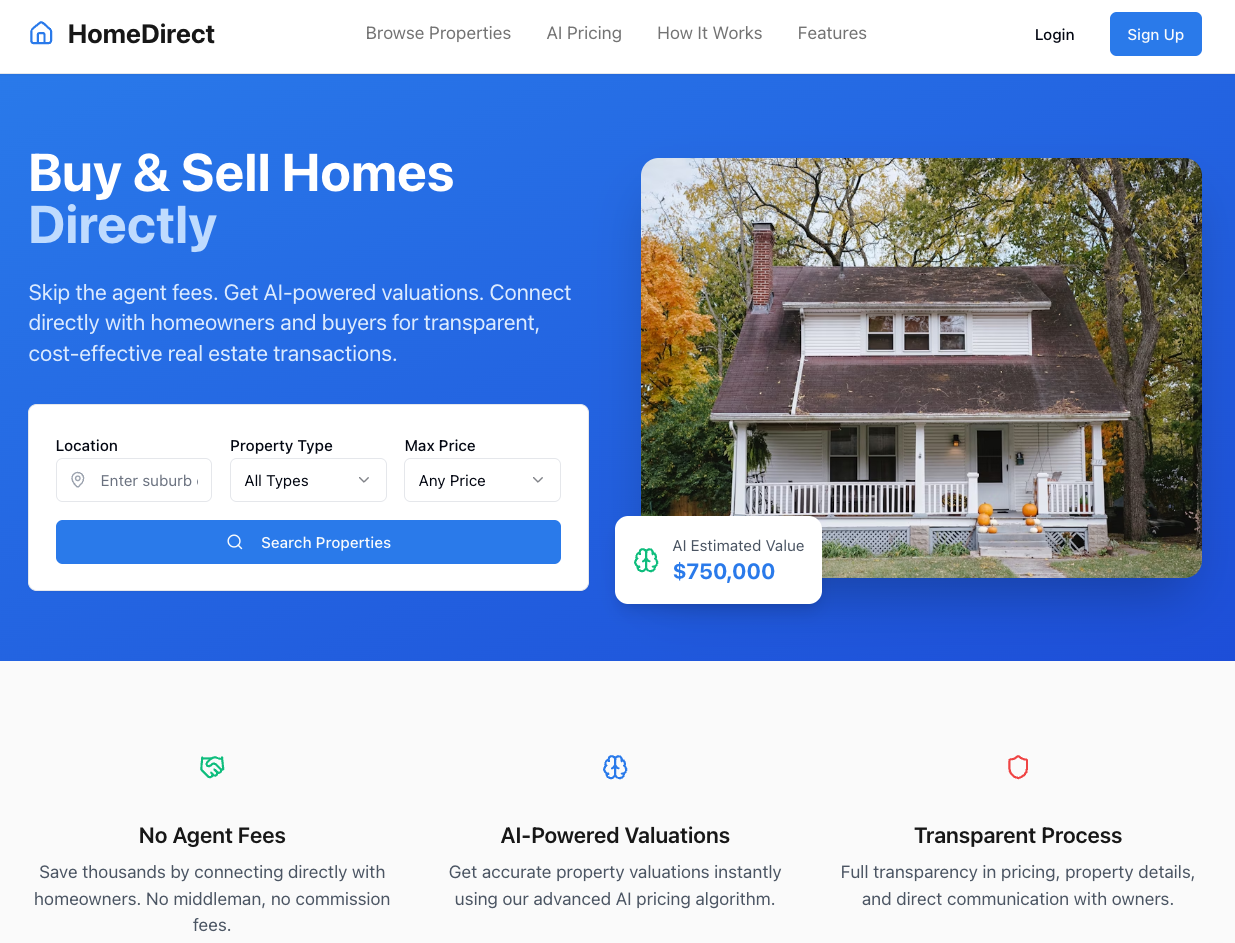 HomeDirect
Browse Properties
AI Pricing
How It Works
Features
Login
Sign Up
Buy & Sell Homes
Directly
Skip the agent fees. Get AI-powered valuations. Connect
directly with homeowners and buyers for transparent,
cost-effective real estate transactions.
Location
Property Type
Max Price
Enter suburb
All Types
Any Price
Search Properties
AI Estimated Value
$750,000
No Agent Fees
Save thousands by connecting directly with
homeowners. No middleman, no commission
fees.
AI-Powered Valuations
Get accurate property valuations instantly
using our advanced AI pricing algorithm.
Transparent Process
Full transparency in pricing, property details,
and direct communication with owners.